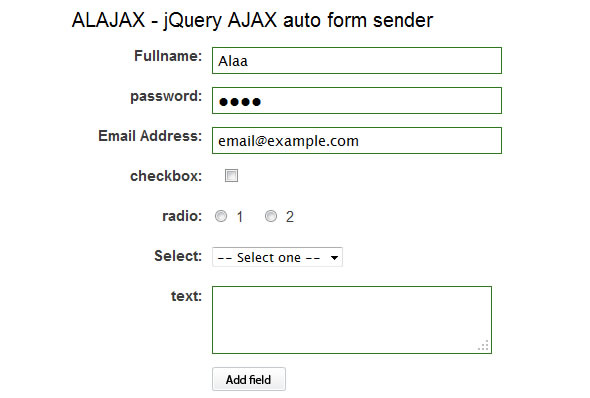 ALAJAX - jQuery AJAX auto form sender
Fullname: Alaa
password: ●●●●
Email Address: email@example.com
checkbox:
radio: 1 2
Select: -- Select one --
text:
Add field